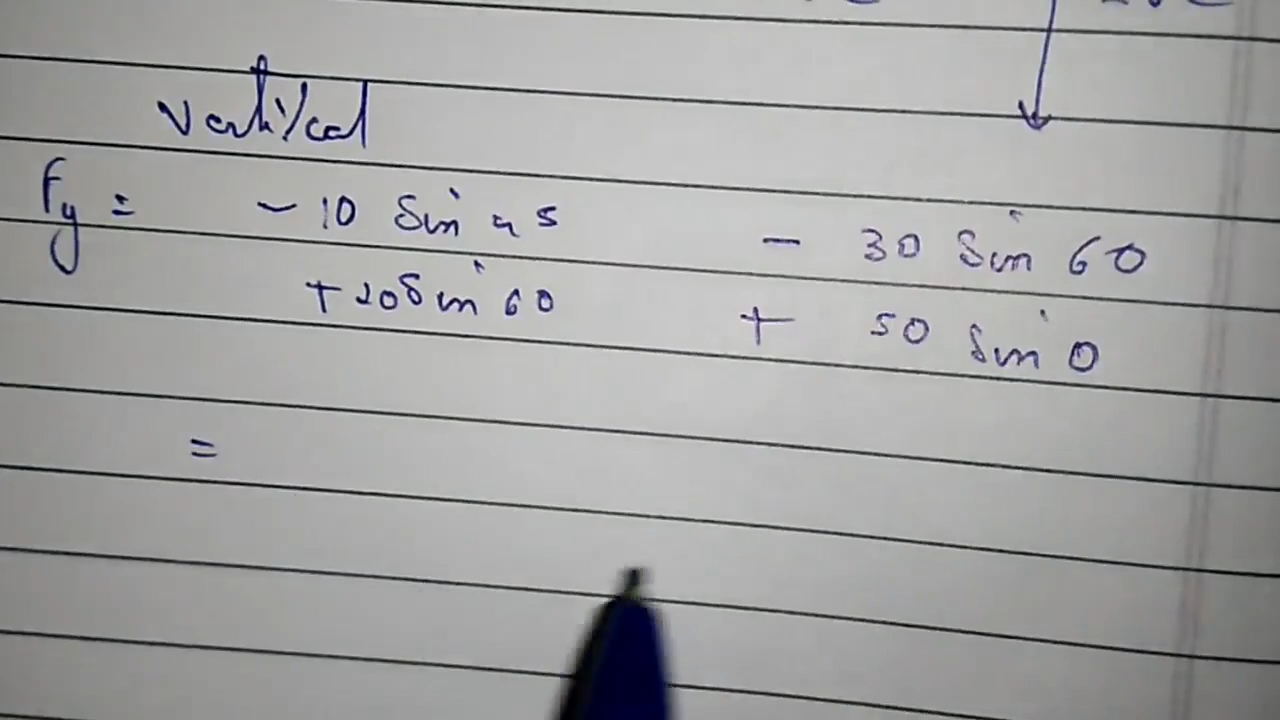 Vertical
Fy = - 10 Sin 45 - 30 Sin 60
+ 20 Sin 60 + 50 Sin 0
=